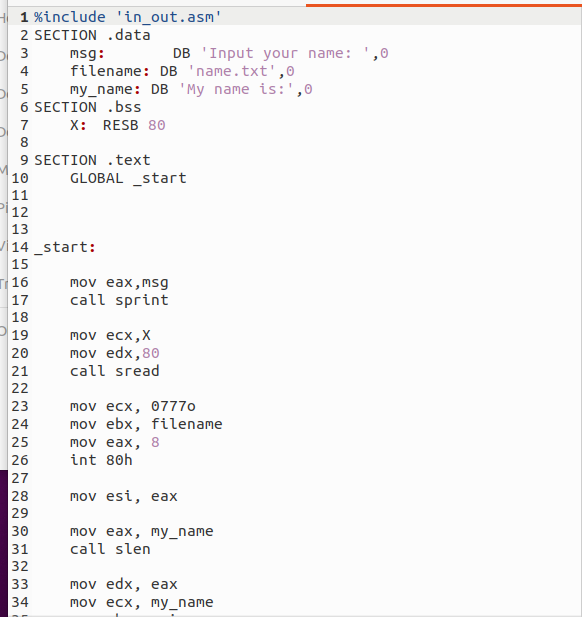 1 %include 'in_out.asm'
2 SECTION .data
3 msg: DB 'Input your name: ',0
4 filename: DB 'name.txt',0
5 my_name: DB 'My name is:',0
6 SECTION .bss
7 X: RESB 80
8
9 SECTION .text
10 GLOBAL _start
11
12
13
14 _start:
15
16 mov eax,msg
17 call sprint
18
19 mov ecx,X
20 mov edx,80
21 call sread
22
23 mov ecx, 0777o
24 mov ebx, filename
25 mov eax, 8
26 int 80h
27
28 mov esi, eax
29
30 mov eax, my_name
31 call slen
32
33 mov edx, eax
34 mov ecx, my_name